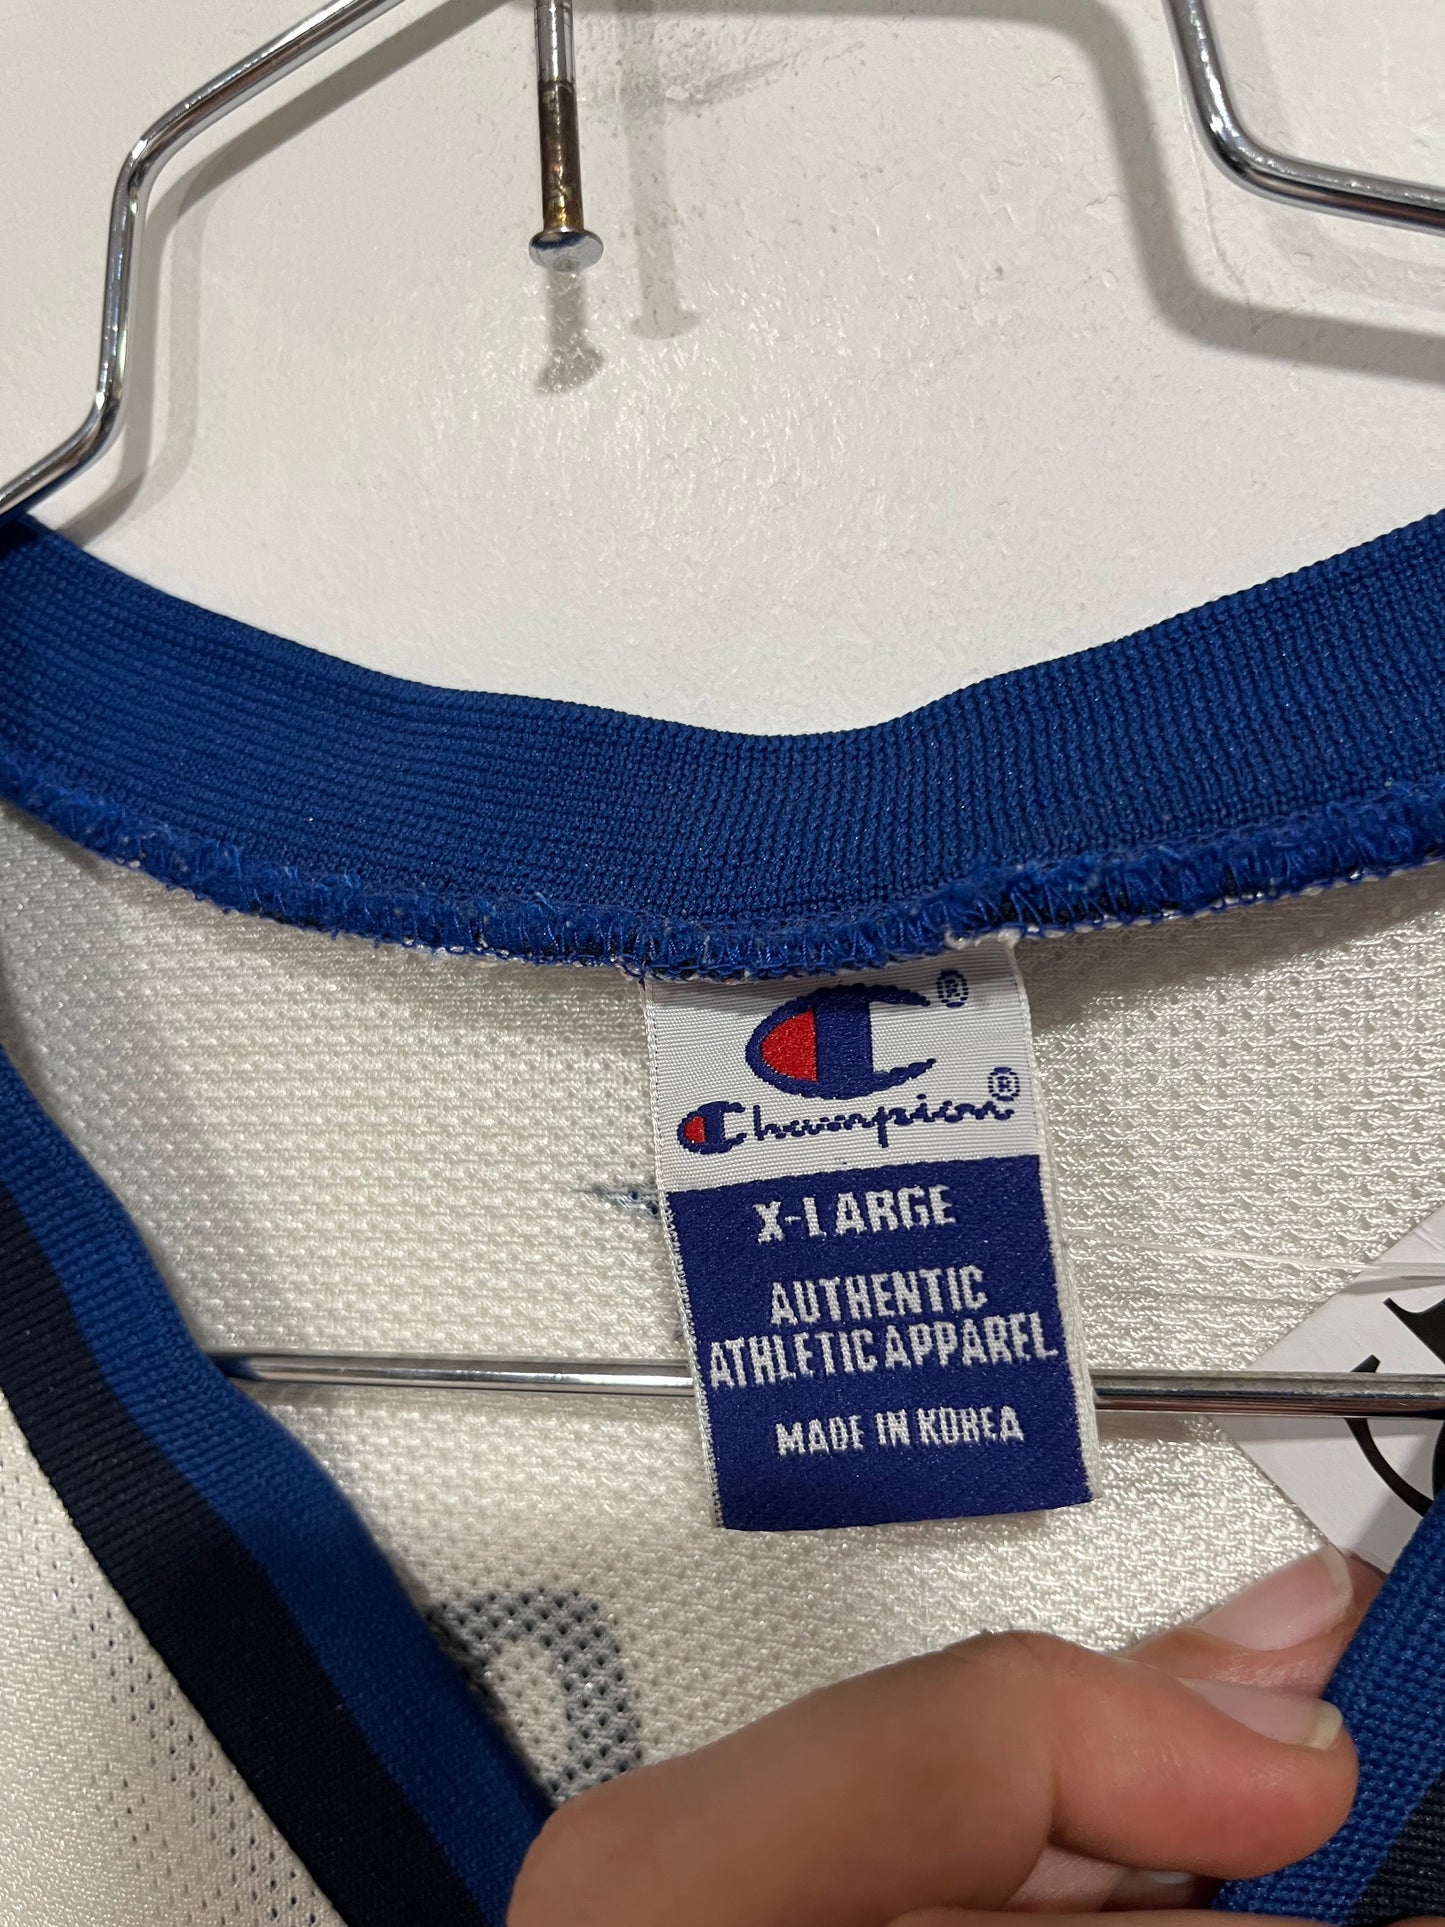 ®
Champion®
X-LARGE
AUTHENTIC
ATHLETIC APPAREL
MADE IN KOREA